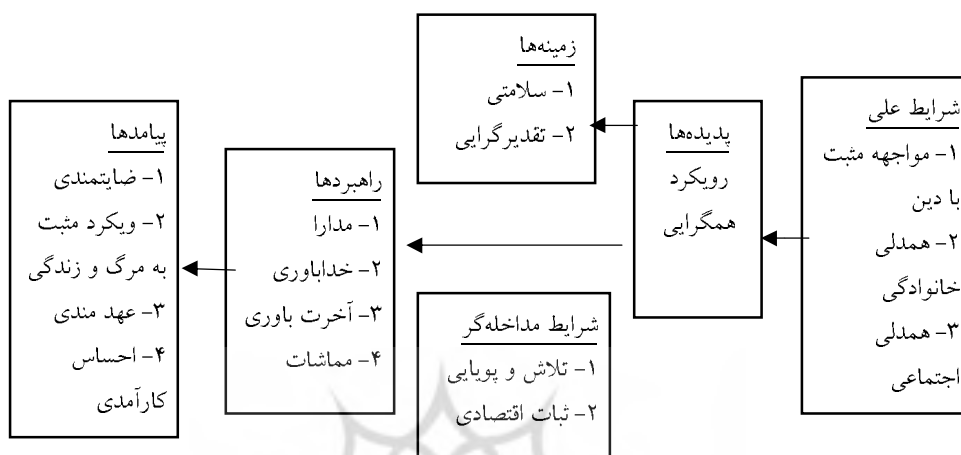 شرایط علی
۱- مواجهه مثبت
با دین
۲- همدلی
خانوادگی
۳- همدلی
اجتماعی
پدیده‌ها
رویکرد
همگرایی
زمینه‌ها
۱- سلامتی
۲- تقدیرگرایی
شرایط مداخله‌گر
۱- تلاش و پویایی
۲- ثبات اقتصادی
راهبردها
۱- مدارا
۲- خداباوری
۳- آخرت باوری
۴- مماشات
پیامدها
۱- ضایتمندی
۲- ویکرد مثبت
به مرگ و زندگی
۳- عهد مندی
۴- احساس
کارآمدی